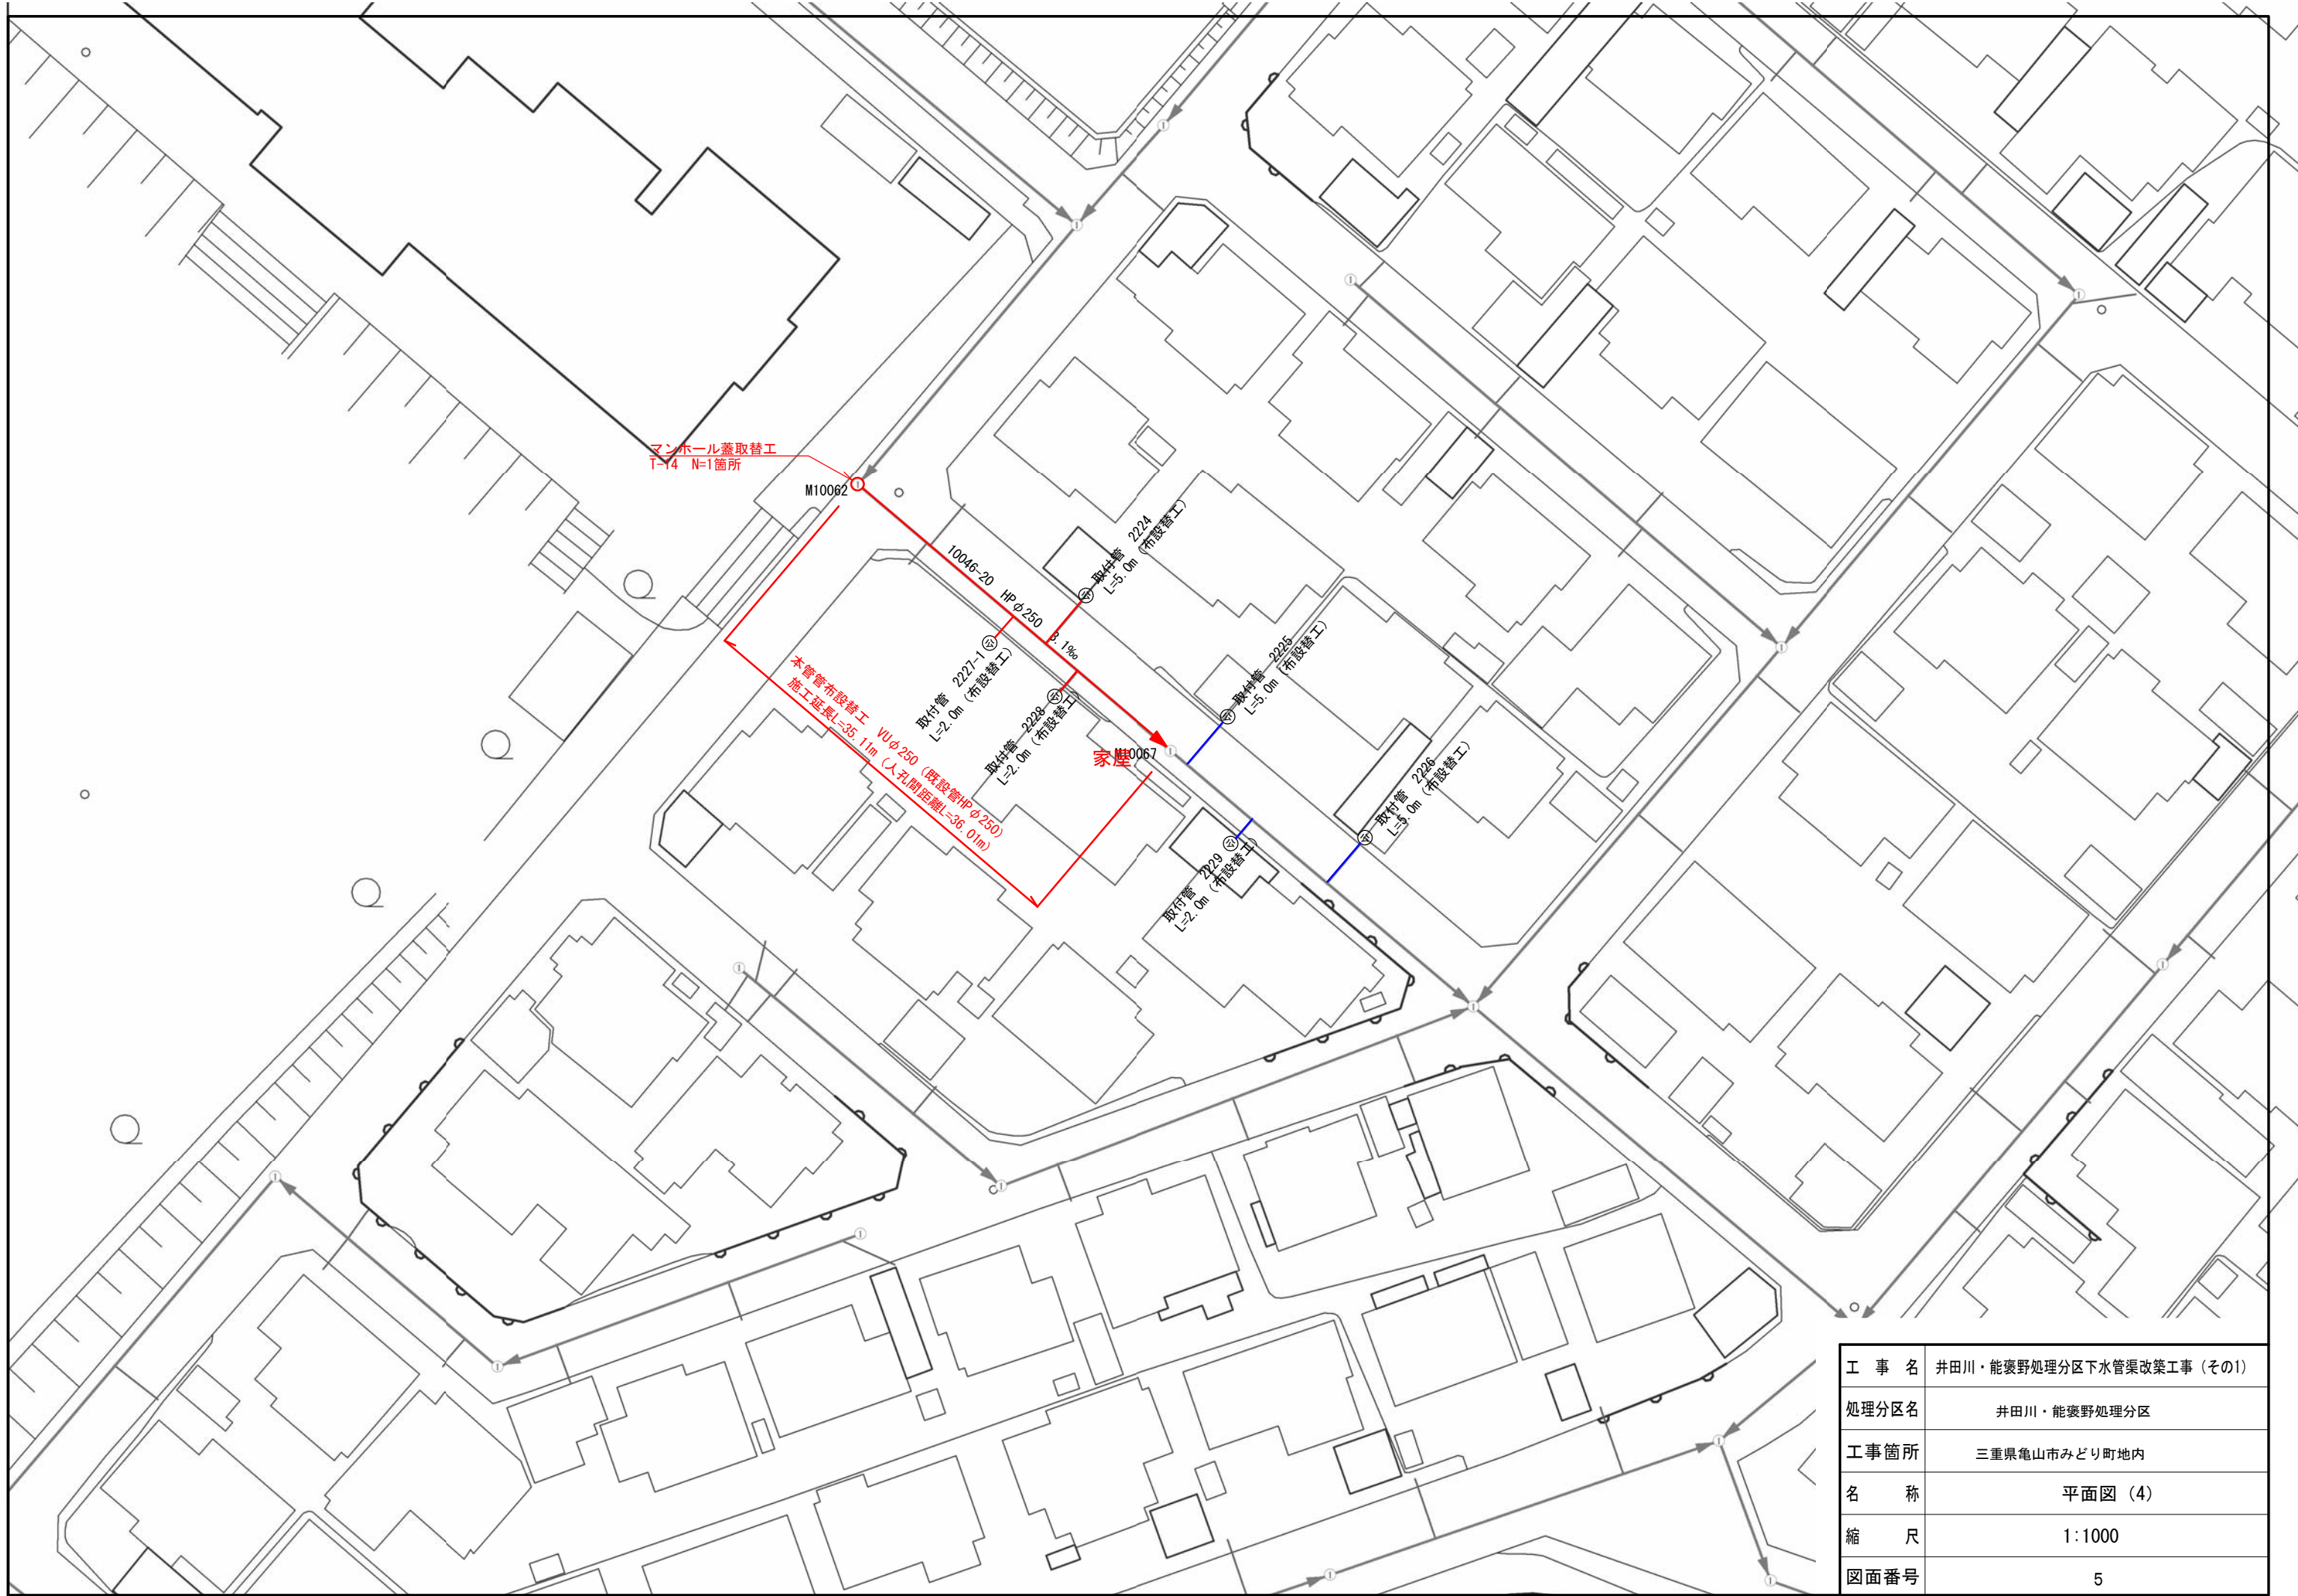 マンホール蓋取替工
T-14 N=1箇所
M10062
10046-20 HPφ250 3.1‰
取付管 2224
L=5.0m (布設替工)
取付管 2227-1
L=2.0m (布設替工)
取付管 2228
L=2.0m (布設替工)
取付管 2225
L=5.0m (布設替工)
取付管 2226
L=5.0m (布設替工)
取付管 2229
L=2.0m (布設替工)
本管管布設替工 VUφ250 (既設管HPφ250)
施工延長L=35.11m (人孔間距離L=36.01m)
家屋
M10067
工事名 井田川・能褒野処理分区下水管渠改築工事(その1)
処理分区名 井田川・能褒野処理分区
工事箇所 三重県亀山市みどり町地内
名称 平面図(4)
縮尺 1:1000
図面番号 5